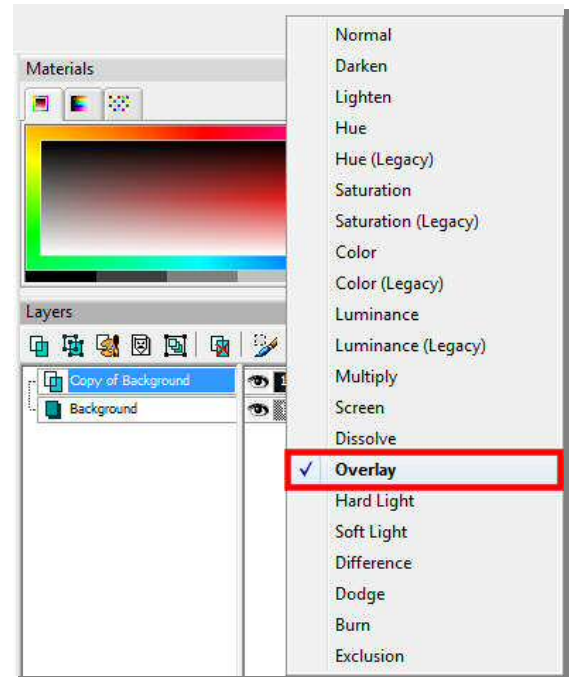 Materials
Layers
Copy of Background
Background
Normal
Darken
Lighten
Hue
Hue (Legacy)
Saturation
Saturation (Legacy)
Color
Color (Legacy)
Luminance
Luminance (Legacy)
Multiply
Screen
Dissolve
Overlay
Hard Light
Soft Light
Difference
Dodge
Burn
Exclusion